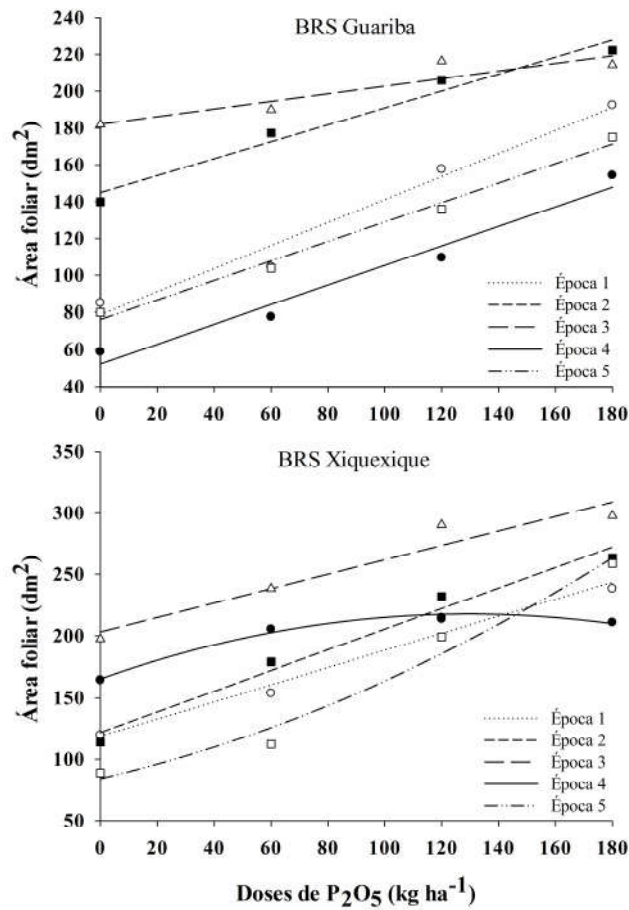 BRS Guariba
Área foliar (dm²)
240
220
200
180
160
140
120
100
80
60
40
0 20 40 60 80 100 120 140 160 180
Época 1
Época 2
Época 3
Época 4
Época 5
BRS Xiquexique
Área foliar (dm²)
350
300
250
200
150
100
50
0 20 40 60 80 100 120 140 160 180
Época 1
Época 2
Época 3
Época 4
Época 5
Doses de P₂O₅ (kg ha⁻¹)